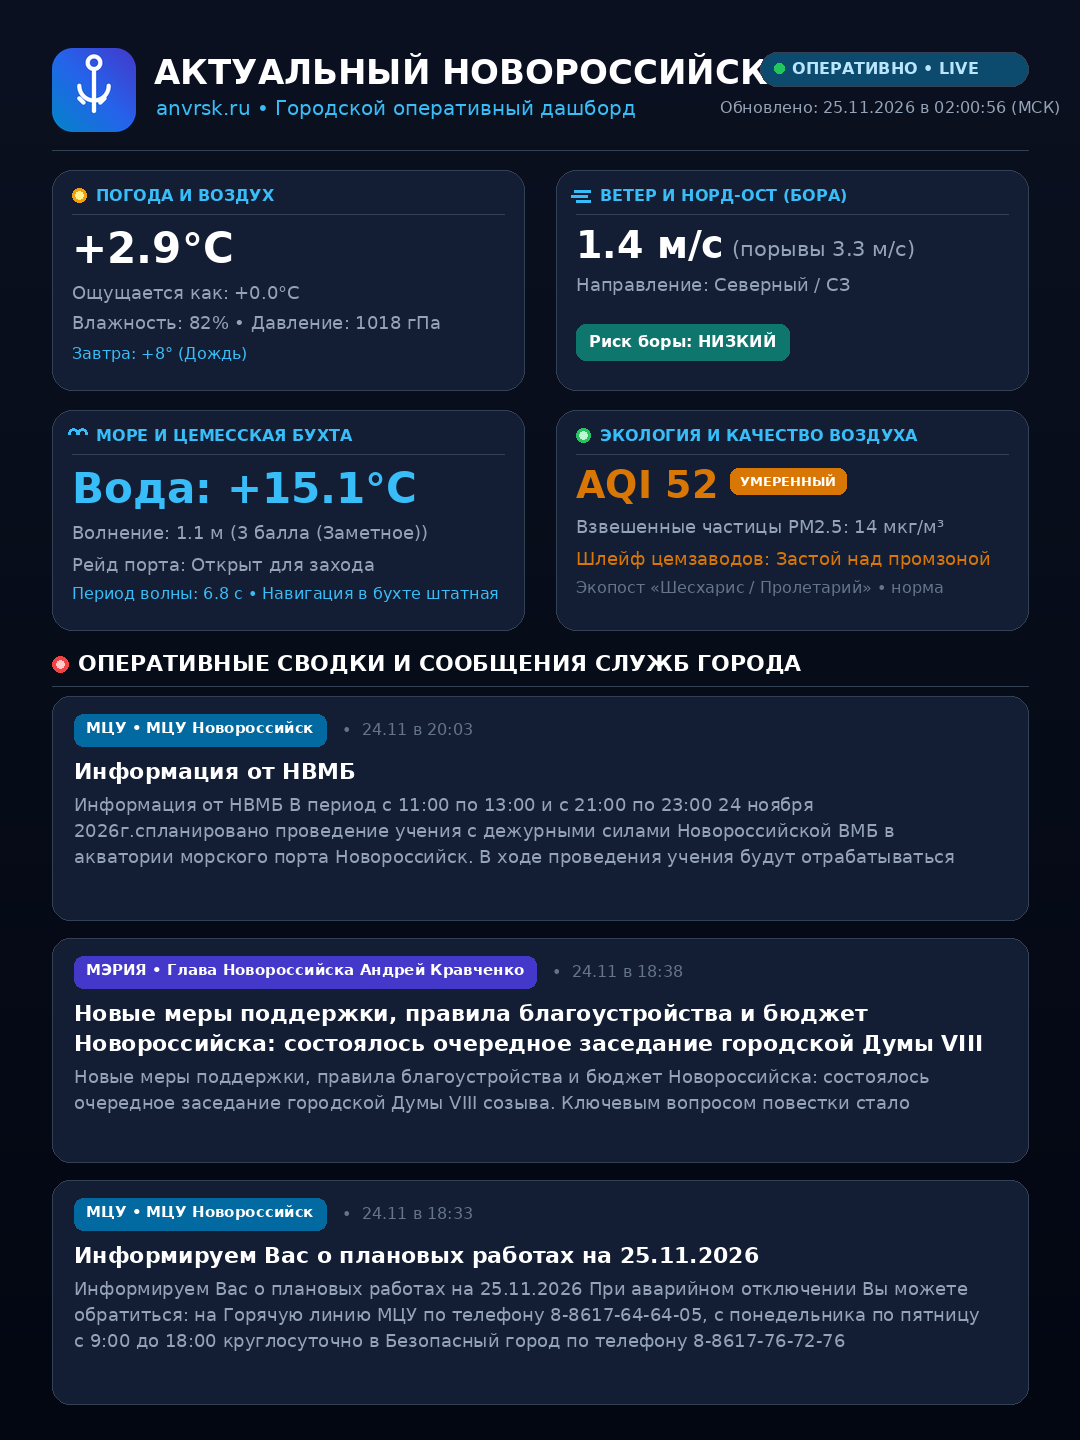 АКТУАЛЬНЫЙ НОВОРОССИЙСК
ОПЕРАТИВНО • LIVE
anvrsk.ru • Городской оперативный дашборд
Обновлено: 25.11.2026 в 02:00:56 (МСК)
ПОГОДА И ВОЗДУХ
+2.9°C
Ощущается как: +0.0°C
Влажность: 82% • Давление: 1018 гПа
Завтра: +8° (Дождь)
ВЕТЕР И НОРД-ОСТ (БОРА)
1.4 м/с (порывы 3.3 м/с)
Направление: Северный / СЗ
Риск боры: НИЗКИЙ
МОРЕ И ЦЕМЕССКАЯ БУХТА
Вода: +15.1°C
Волнение: 1.1 м (3 балла (Заметное))
Рейд порта: Открыт для захода
Период волны: 6.8 с • Навигация в бухте штатная
ЭКОЛОГИЯ И КАЧЕСТВО ВОЗДУХА
AQI 52 УМЕРЕННЫЙ
Взвешенные частицы PM2.5: 14 мкг/м³
Шлейф цемзаводов: Застой над промзоной
Экопост «Шесхарис / Пролетарий» • норма
ОПЕРАТИВНЫЕ СВОДКИ И СООБЩЕНИЯ СЛУЖБ ГОРОДА
МЦУ • МЦУ Новороссийск • 24.11 в 20:03
Информация от НВМБ
Информация от НВМБ В период с 11:00 по 13:00 и с 21:00 по 23:00 24 ноября
2026г.спланировано проведение учения с дежурными силами Новороссийской ВМБ в
акватории морского порта Новороссийск. В ходе проведения учения будут отрабатываться
МЭРИЯ • Глава Новороссийска Андрей Кравченко • 24.11 в 18:38
Новые меры поддержки, правила благоустройства и бюджет
Новороссийска: состоялось очередное заседание городской Думы VIII
Новые меры поддержки, правила благоустройства и бюджет Новороссийска: состоялось
очередное заседание городской Думы VIII созыва. Ключевым вопросом повестки стало
МЦУ • МЦУ Новороссийск • 24.11 в 18:33
Информируем Вас о плановых работах на 25.11.2026
Информируем Вас о плановых работах на 25.11.2026 При аварийном отключении Вы можете
обратиться: на Горячую линию МЦУ по телефону 8-8617-64-64-05, с понедельника по пятницу
с 9:00 до 18:00 круглосуточно в Безопасный город по телефону 8-8617-76-72-76